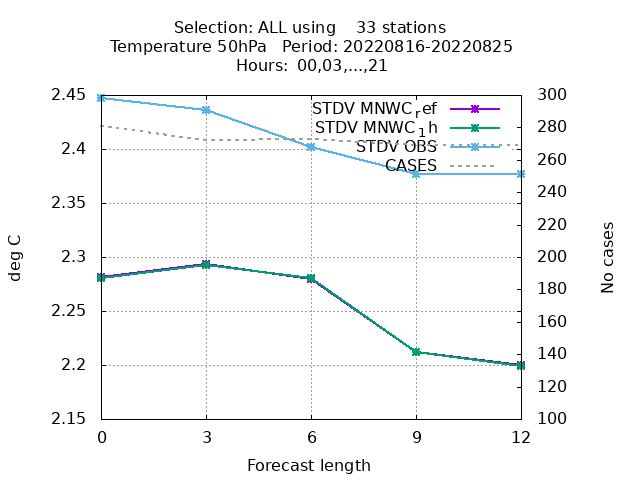 Selection: ALL using    33 stations
Temperature 50hPa   Period: 20220816-20220825
Hours: 00,03,...,21
STDV MNWC_ref
STDV MNWC_1h
STDV OBS
CASES
2.45
2.4
2.35
2.3
2.25
2.2
2.15
300
280
260
240
220
200
180
160
140
120
100
deg C
No cases
0 3 6 9 12
Forecast length